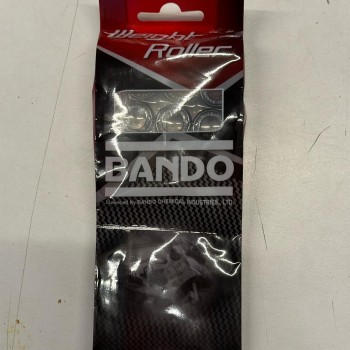 Weight
Roller
BANDO
Licensed by BANDO CHEMICAL INDUSTRIES., LTD.